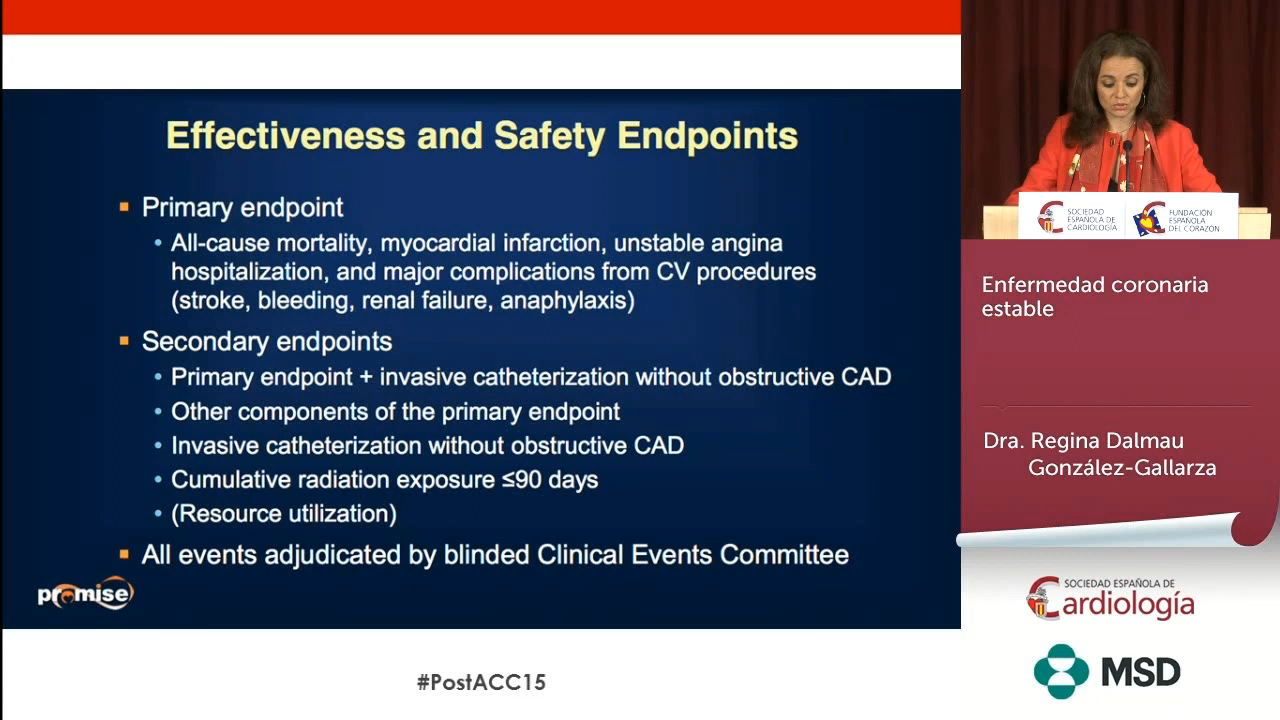 Effectiveness and Safety Endpoints
Primary endpoint
All-cause mortality, myocardial infarction, unstable angina
hospitalization, and major complications from CV procedures
(stroke, bleeding, renal failure, anaphylaxis)
Secondary endpoints
Primary endpoint + invasive catheterization without obstructive CAD
Other components of the primary endpoint
Invasive catheterization without obstructive CAD
Cumulative radiation exposure ≤90 days
(Resource utilization)
All events adjudicated by blinded Clinical Events Committee
promise
#PostACC15
SOCIEDAD
ESPAÑOLA DE
CARDIOLOGÍA
FUNDACIÓN
ESPAÑOLA
DEL CORAZÓN
Enfermedad coronaria
estable
Dra. Regina Dalmau
González-Gallarza
SOCIEDAD ESPAÑOLA DE
Cardiología
MSD